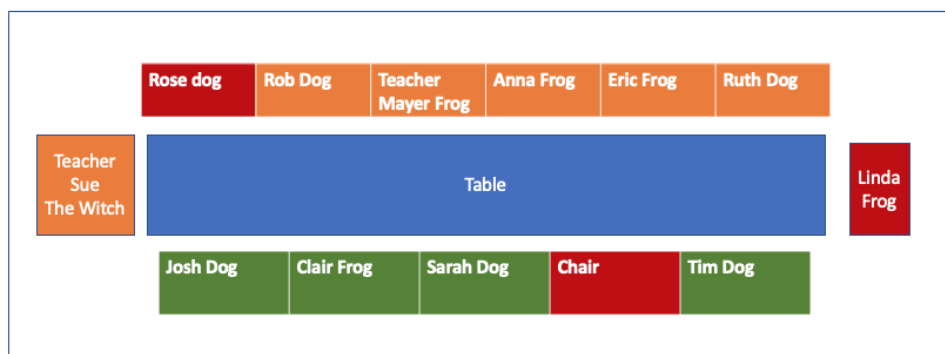 Rose dog
Rob Dog
Teacher
Mayer Frog
Anna Frog
Eric Frog
Ruth Dog
Teacher
Sue
The Witch
Table
Linda
Frog
Josh Dog
Clair Frog
Sarah Dog
Chair
Tim Dog